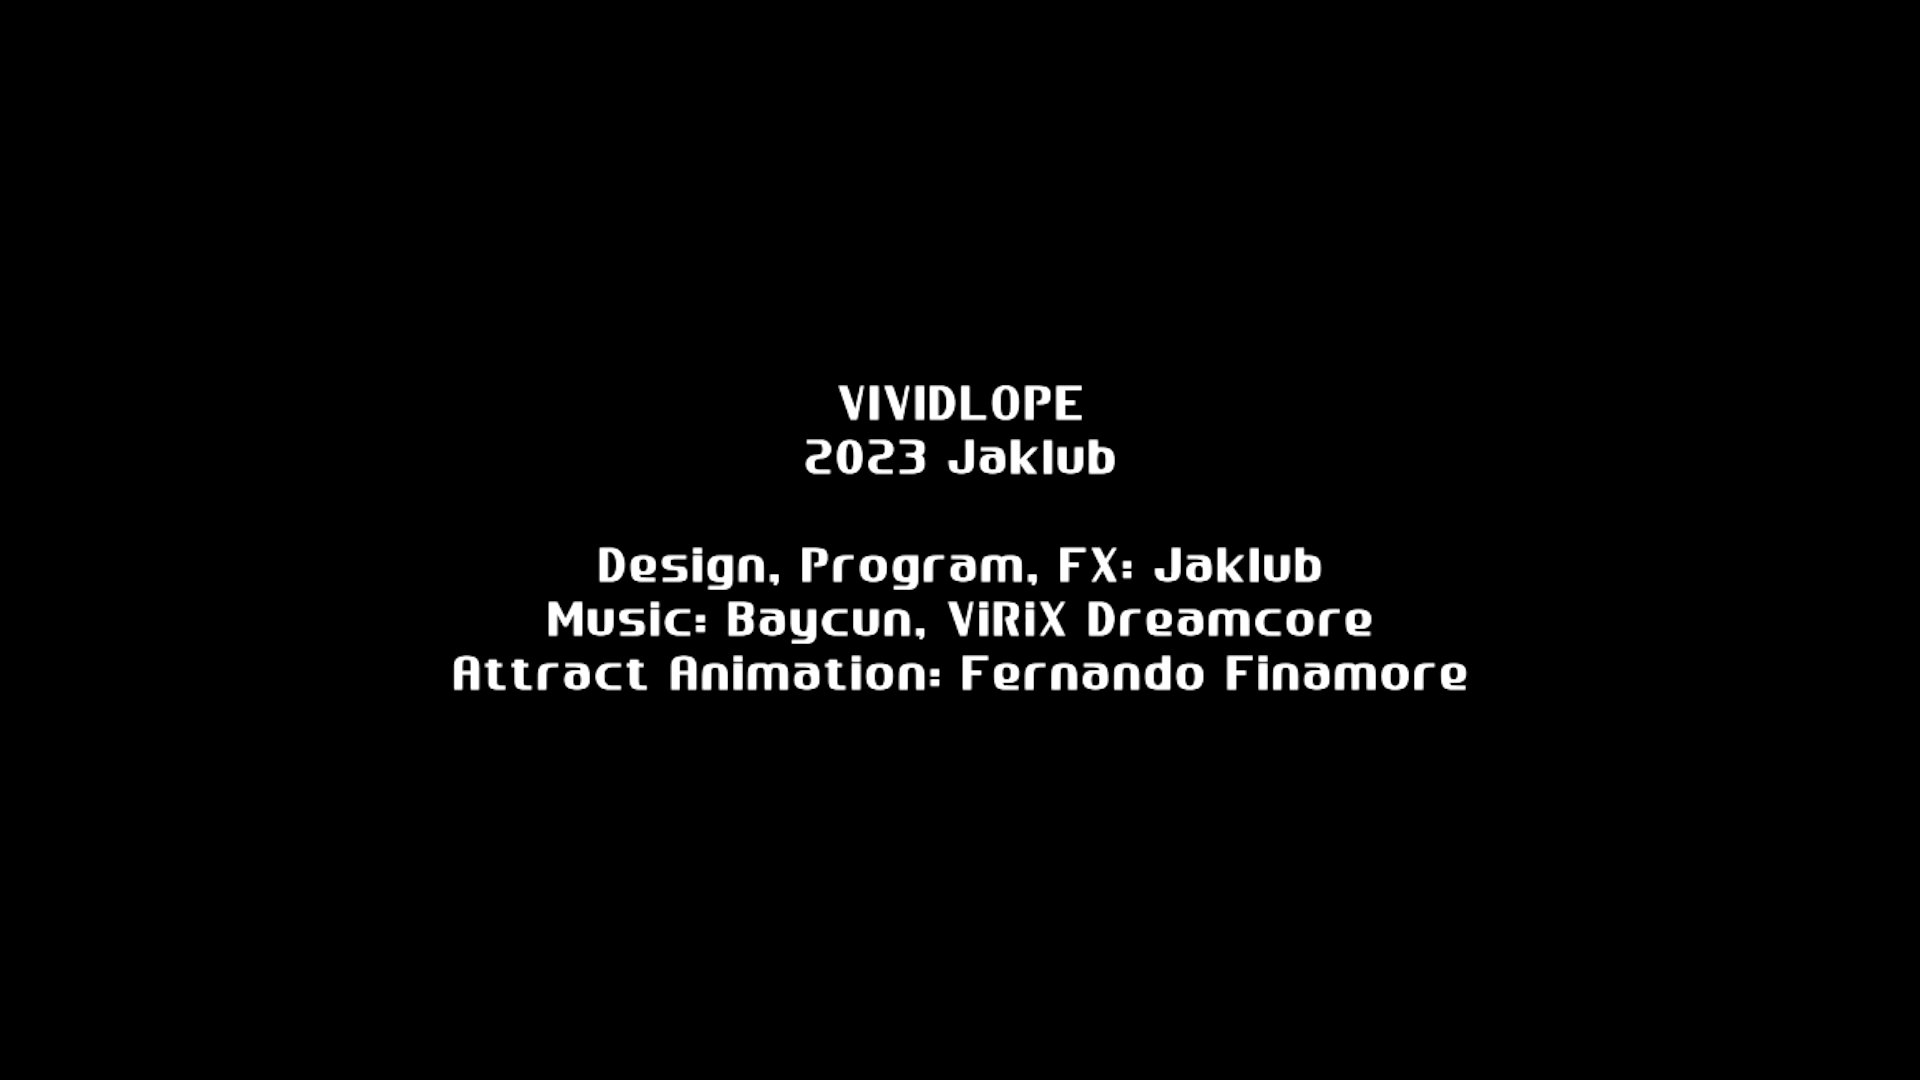 VIVIDLOPE
2023 Jaklub
Design, Program, FX: Jaklub
Music: Baycun, ViRiX Dreamcore
Attract Animation: Fernando Finamore